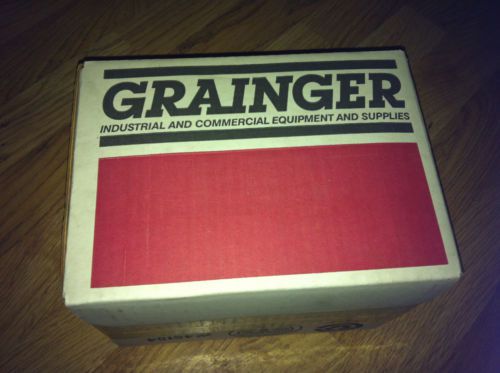 GRAINGER
INDUSTRIAL AND COMMERCIAL EQUIPMENT AND SUPPLIES